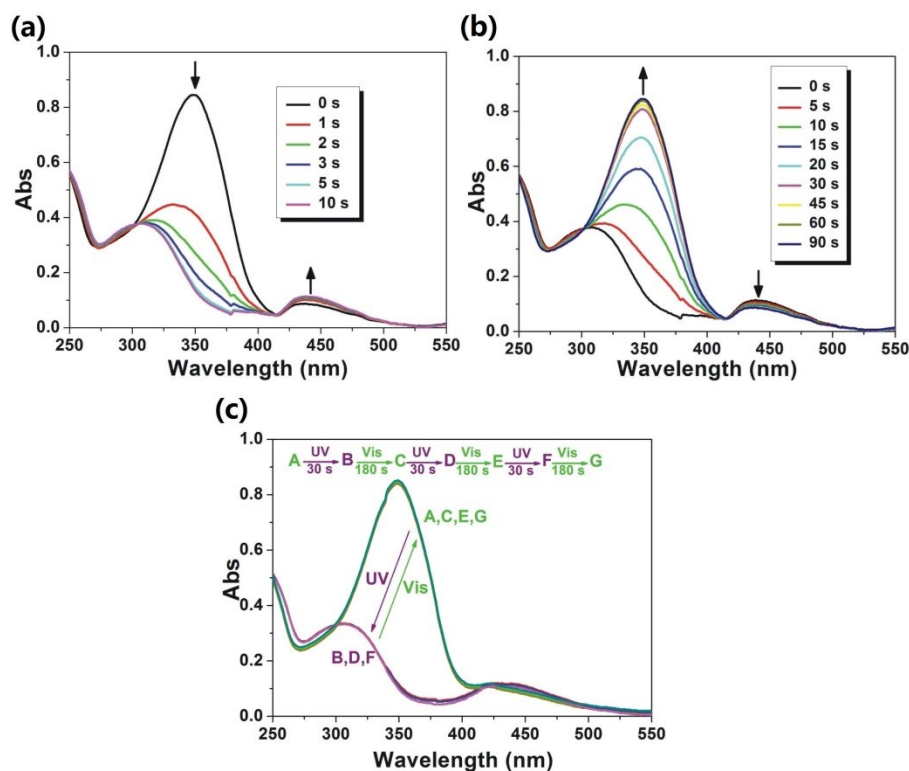 (a)
1.0
0.8
0.6
0.4
0.2
0.0
Abs
0 s
1 s
2 s
3 s
5 s
10 s
250 300 350 400 450 500 550
Wavelength (nm)
(b)
1.0
0.8
0.6
0.4
0.2
0.0
Abs
0 s
5 s
10 s
15 s
20 s
30 s
45 s
60 s
90 s
250 300 350 400 450 500 550
Wavelength (nm)
(c)
1.0
0.8
0.6
0.4
0.2
0.0
Abs
UV Vis UV Vis UV Vis
A B C D E F G
30 s 180 s 30 s 180 s 30 s 180 s
A,C,E,G
UV
Vis
B,D,F
250 300 350 400 450 500 550
Wavelength (nm)